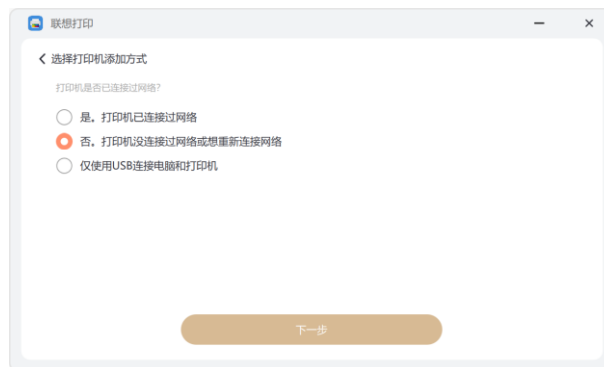 联想打印
选择打印机添加方式
打印机是否已连接过网络?
是，打印机已连接过网络
否，打印机没连接过网络或想重新连接网络
仅使用USB连接电脑和打印机
下一步